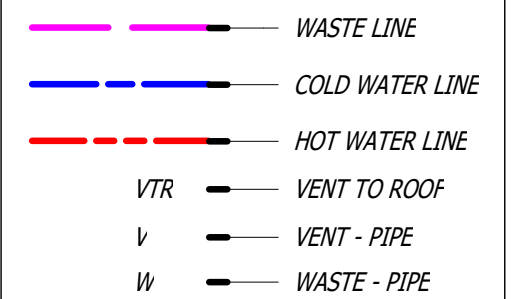 WASTE LINE
COLD WATER LINE
HOT WATER LINE
VTR VENT TO ROOF
V VENT - PIPE
W WASTE - PIPE